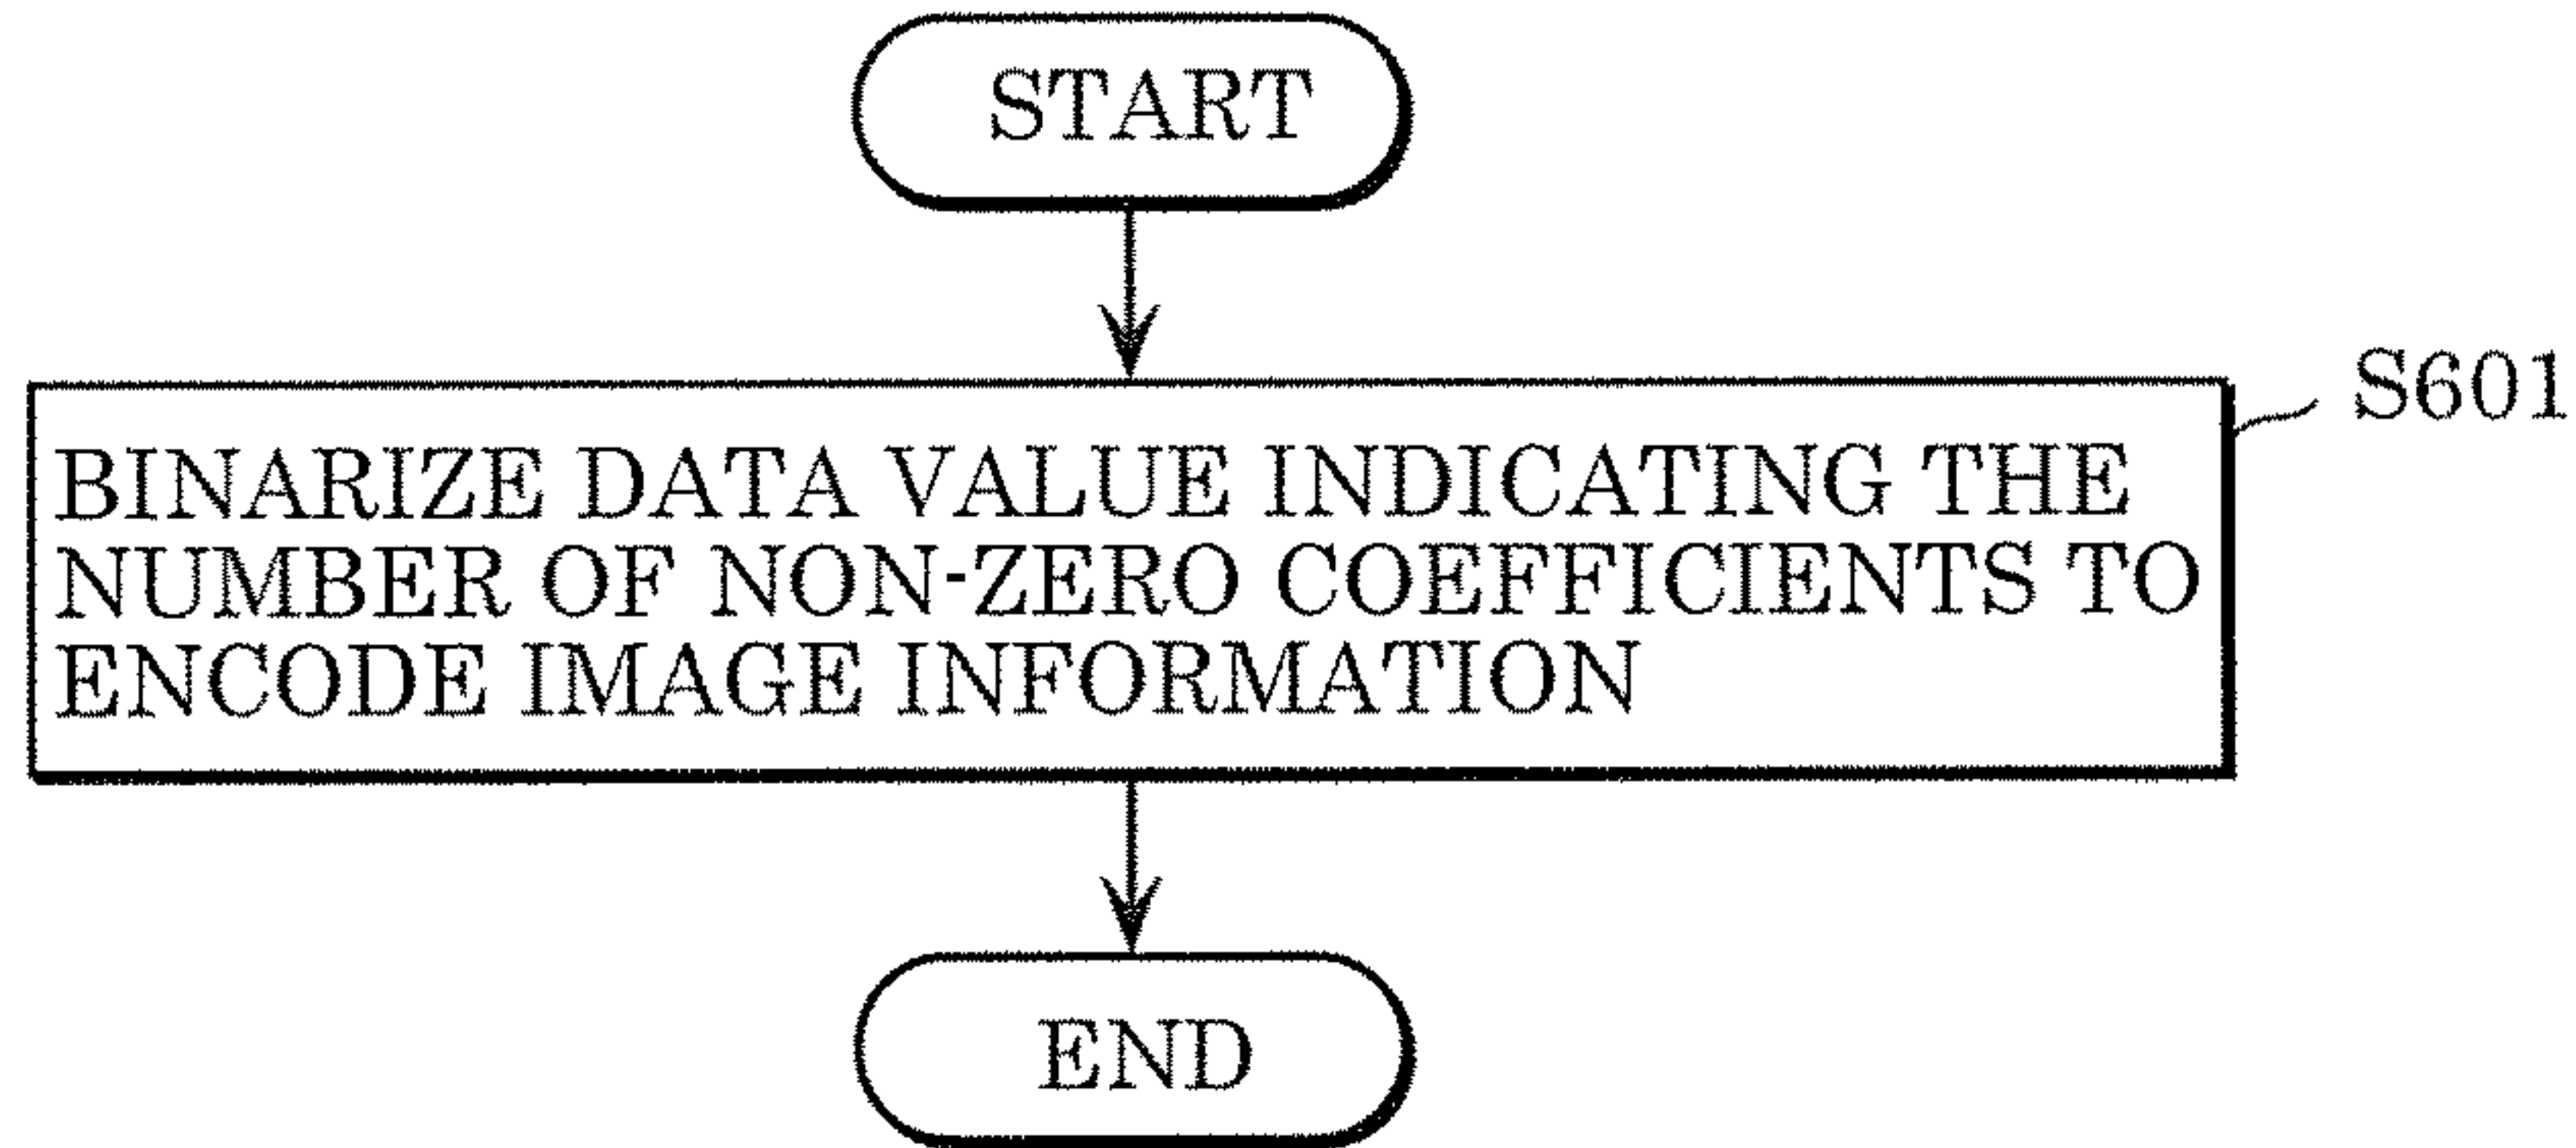 START
S601
BINARIZE DATA VALUE INDICATING THE
NUMBER OF NON-ZERO COEFFICIENTS TO
ENCODE IMAGE INFORMATION
END